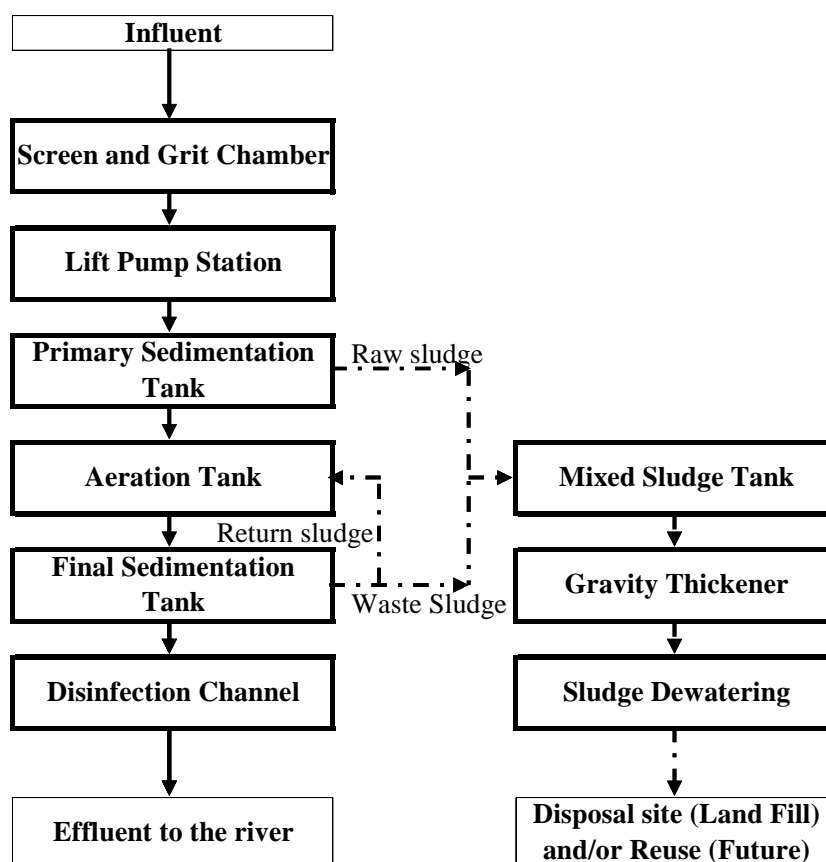 Influent
Screen and Grit Chamber
Lift Pump Station
Primary Sedimentation
Tank
Raw sludge
Aeration Tank
Mixed Sludge Tank
Return sludge
Final Sedimentation
Tank
Waste Sludge
Gravity Thickener
Disinfection Channel
Sludge Dewatering
Effluent to the river
Disposal site (Land Fill)
and/or Reuse (Future)